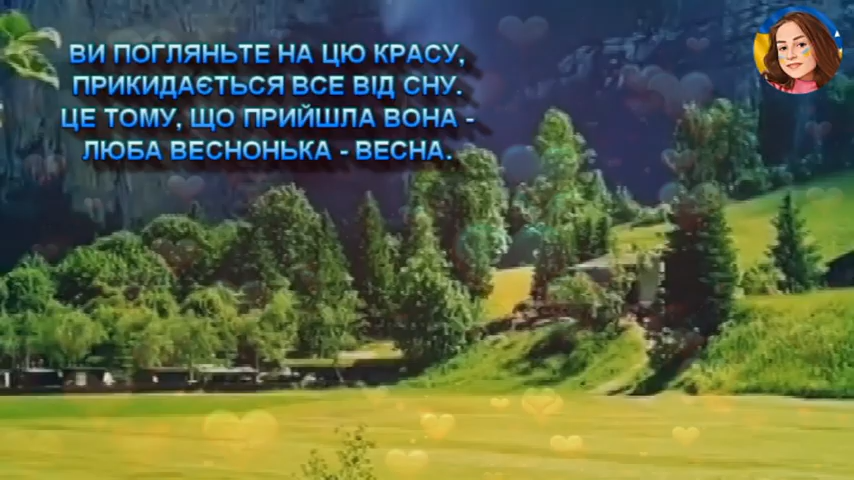 ВИ ПОГЛЯНЬТЕ НА ЦЮ КРАСУ,
ПРИКИДАЄТЬСЯ ВСЕ ВІД СНУ.
ЦЕ ТОМУ, ЩО ПРИЙШЛА ВОНА -
ЛЮБА ВЕСНОНЬКА - ВЕСНА.